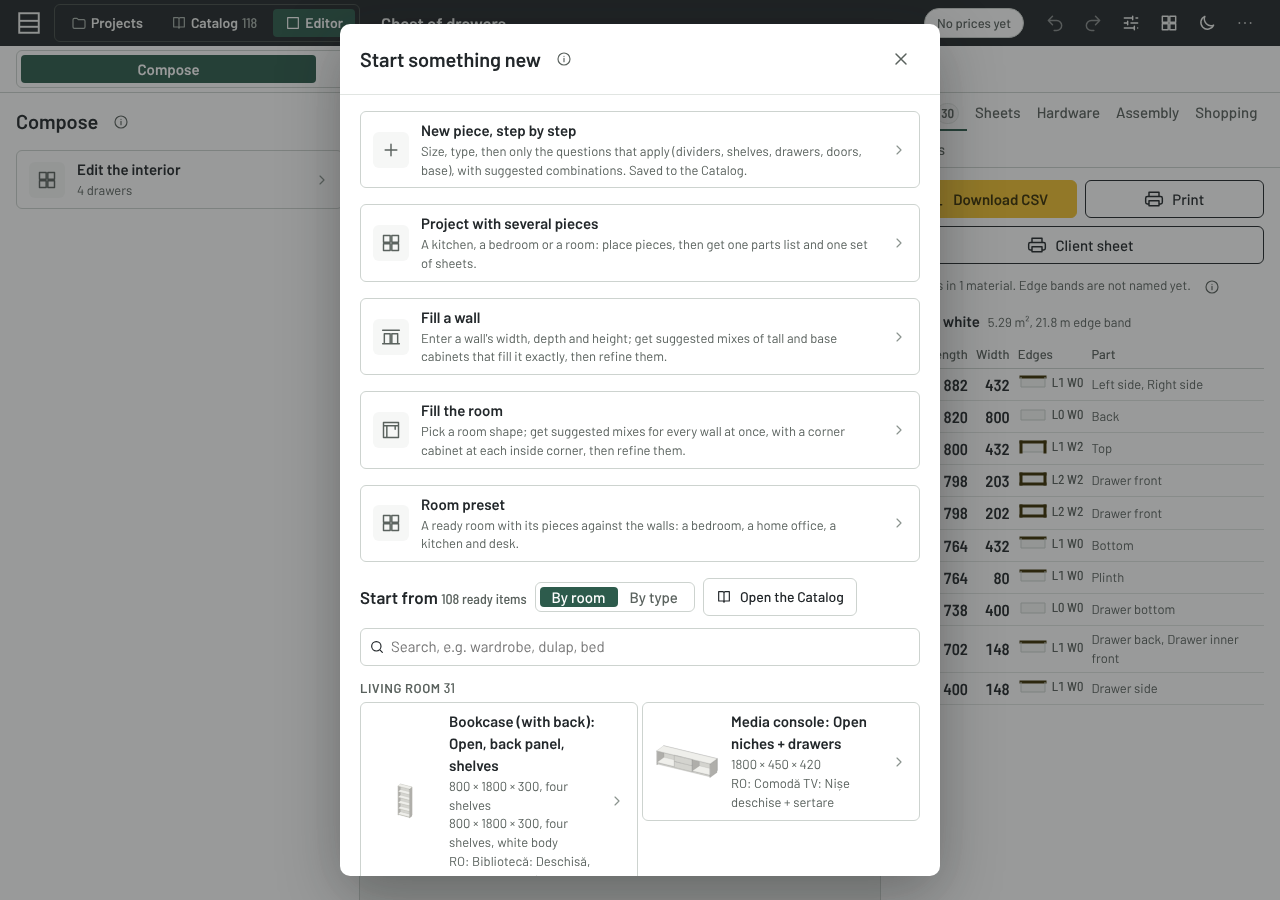 Projects
Catalog 118
Editor
No prices yet
Compose
Start something new
Compose
30
Sheets
Hardware
Assembly
Shopping
Edit the interior
4 drawers
New piece, step by step
Size, type, then only the questions that apply (dividers, shelves, drawers, doors,
base), with suggested combinations. Saved to the Catalog.
Project with several pieces
A kitchen, a bedroom or a room: place pieces, then get one parts list and one set
of sheets.
Fill a wall
Enter a wall's width, depth and height; get suggested mixes of tall and base
cabinets that fill it exactly, then refine them.
Fill the room
Pick a room shape; get suggested mixes for every wall at once, with a corner
cabinet at each inside corner, then refine them.
Room preset
A ready room with its pieces against the walls: a bedroom, a home office, a
kitchen and desk.
Start from 108 ready items
By room
By type
Open the Catalog
Search, e.g. wardrobe, dulap, bed
LIVING ROOM 31
Bookcase (with back):
Open, back panel,
shelves
800 × 1800 × 300, four
shelves
800 × 1800 × 300, four
shelves, white body
RO: Bibliotecă: Deschisă,
Media console: Open
niches + drawers
1800 × 450 × 420
RO: Comodă TV: Nișe
deschise + sertare
Download CSV
Print
Client sheet
in 1 material. Edge bands are not named yet.
white 5.29 m², 21.8 m edge band
Width Edges Part
882 432 L1 W0 Left side, Right side
820 800 L0 W0 Back
800 432 L1 W2 Top
798 203 L2 W2 Drawer front
798 202 L2 W2 Drawer front
764 432 L1 W0 Bottom
764 80 L1 W0 Plinth
738 400 L0 W0 Drawer bottom
702 148 L1 W0 Drawer back, Drawer inner
front
400 148 L1 W0 Drawer side